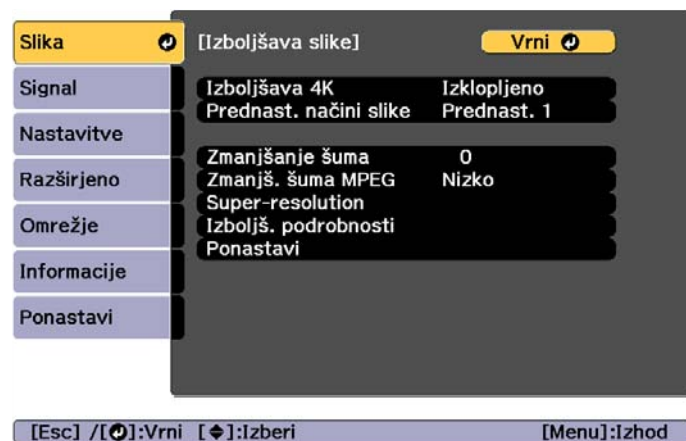 Slika
Signal
Nastavitve
Razširjeno
Omrežje
Informacije
Ponastavi
[Izboljšava slike] Vrni
Izboljšava 4K Izklopljeno
Prednast. načini slike Prednast. 1
Zmanjšanje šuma 0
Zmanjš. šuma MPEG Nizko
Super-resolution
Izboljš. podrobnosti
Ponastavi
[Esc] /[ ]:Vrni [ ]:Izberi [Menu]:Izhod